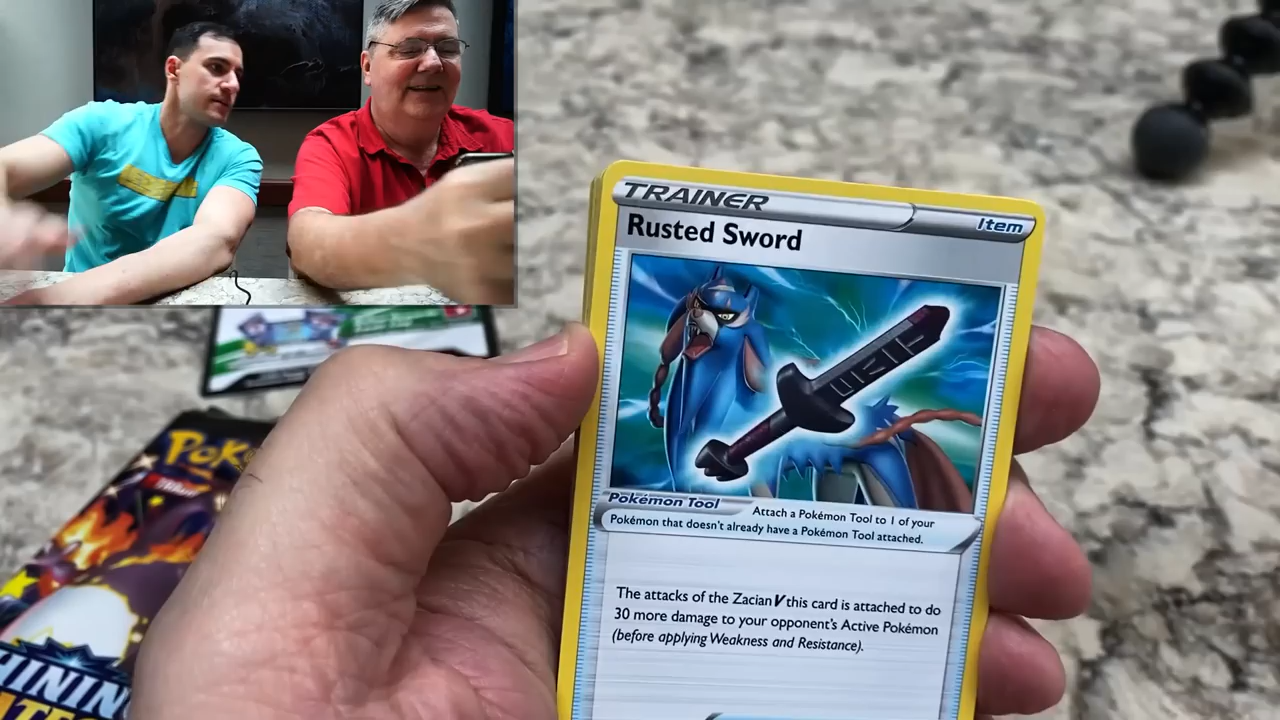 TRAINER
Item
Rusted Sword
Pokémon Tool
Attach a Pokémon Tool to 1 of your
Pokémon that doesn't already have a Pokémon Tool attached.
The attacks of the Zacian V this card is attached to do
30 more damage to your opponent's Active Pokémon
(before applying Weakness and Resistance).
POK
HINING